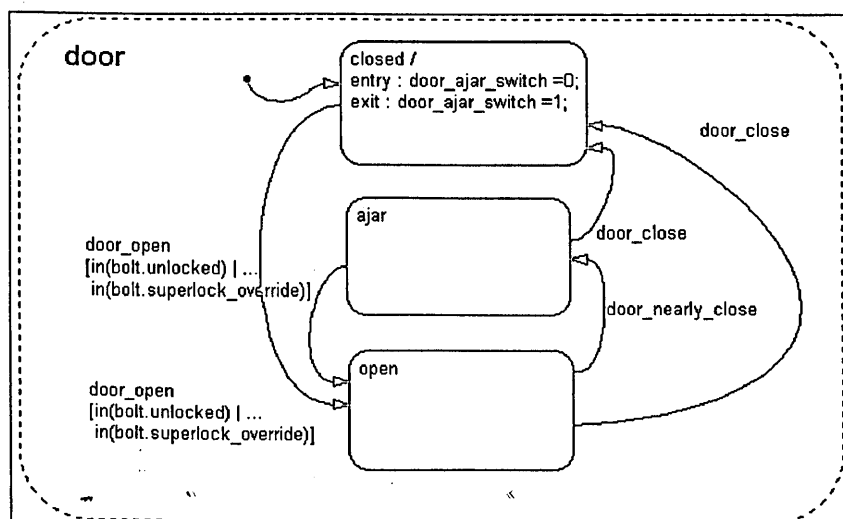 door
closed /
entry : door_ajar_switch =0;
exit : door_ajar_switch =1;
door_close
ajar
door_close
door_open
[in(bolt.unlocked) | ...
in(bolt.superlock_override)]
door_nearly_close
open
door_open
[in(bolt.unlocked) | ...
in(bolt.superlock_override)]